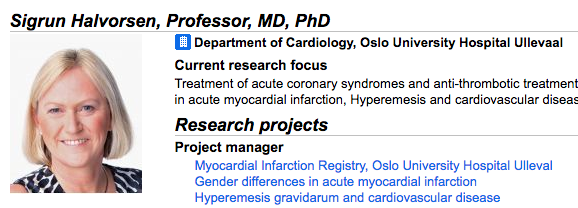 Sigrun Halvorsen, Professor, MD, PhD
Department of Cardiology, Oslo University Hospital Ullevaal
Current research focus
Treatment of acute coronary syndromes and anti-thrombotic treatment
in acute myocardial infarction, Hyperemesis and cardiovascular diseas
Research projects
Project manager
Myocardial Infarction Registry, Oslo University Hospital Ulleval
Gender differences in acute myocardial infarction
Hyperemesis gravidarum and cardiovascular disease